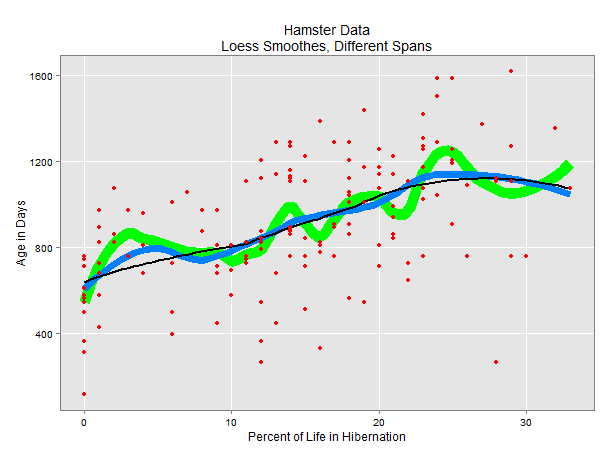 Hamster Data
Loess Smoothes, Different Spans
Age in Days
1600
1200
800
400
0 10 20 30
Percent of Life in Hibernation